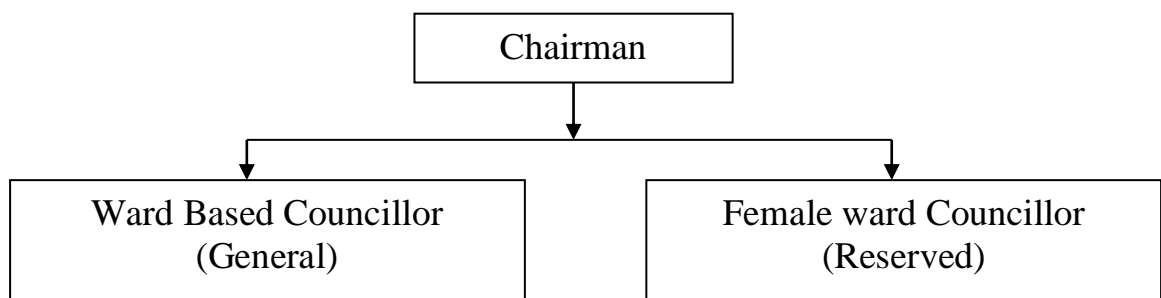 Chairman
Ward Based Councillor
(General)
Female ward Councillor
(Reserved)